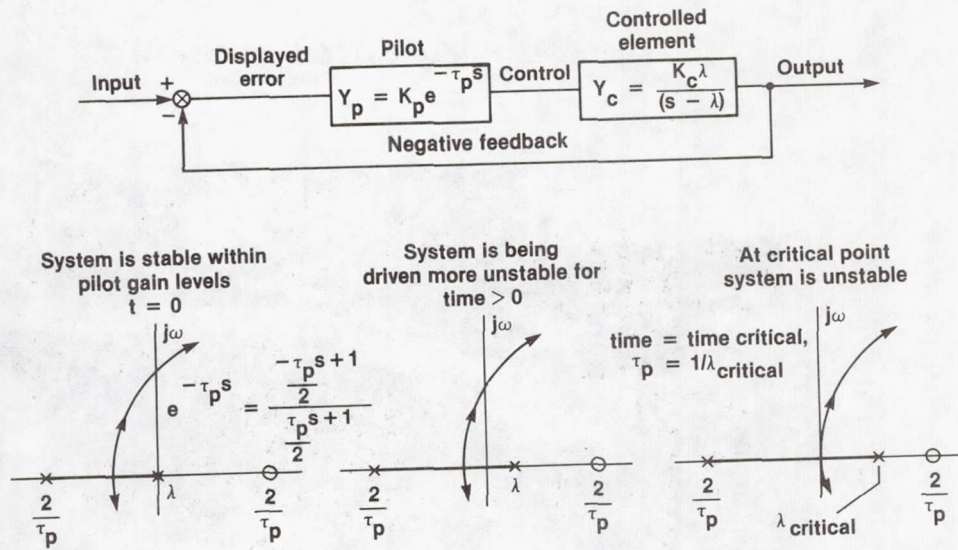 Controlled
element
Pilot
Displayed
error
Input
+
−
Y_p = K_p e^{−τ_p s}
Control
Y_c = K_c λ / (s − λ)
Output
Negative feedback
System is stable within
pilot gain levels
t = 0
jω
e^{−τ_p s} = (−τ_p s + 1 / 2) / (τ_p s + 1 / 2)
λ
2/τ_p
2/τ_p
System is being
driven more unstable for
time > 0
jω
λ
2/τ_p
2/τ_p
At critical point
system is unstable
jω
time = time critical,
τ_p = 1/λ_critical
2/τ_p
λ_critical
2/τ_p